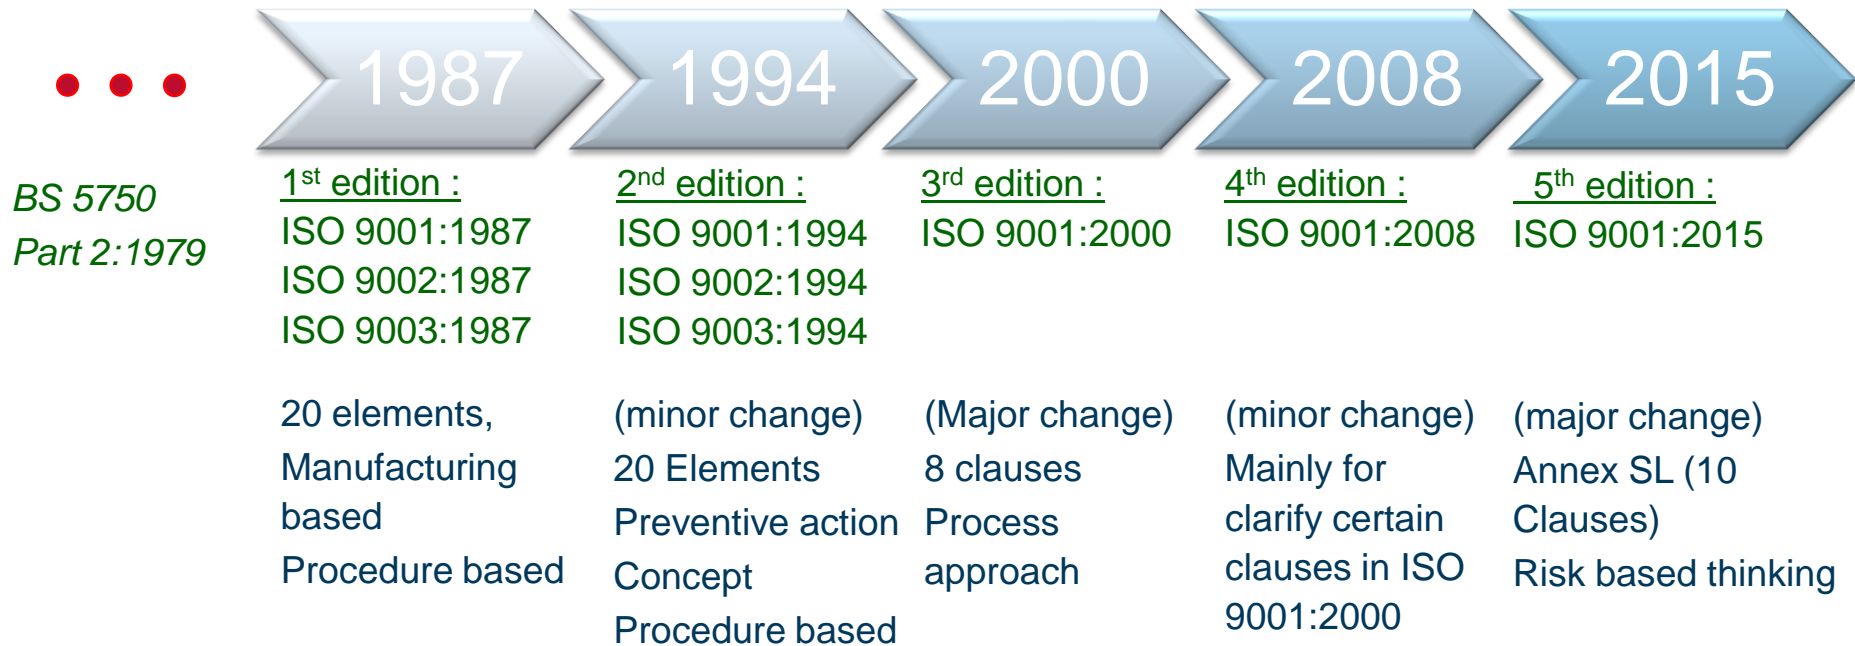 1987
1994
2000
2008
2015
BS 5750
Part 2:1979
1st edition :
ISO 9001:1987
ISO 9002:1987
ISO 9003:1987
20 elements,
Manufacturing
based
Procedure based
2nd edition :
ISO 9001:1994
ISO 9002:1994
ISO 9003:1994
(minor change)
20 Elements
Preventive action
Concept
Procedure based
3rd edition :
ISO 9001:2000
(Major change)
8 clauses
Process
approach
4th edition :
ISO 9001:2008
(minor change)
Mainly for
clarify certain
clauses in ISO
9001:2000
5th edition :
ISO 9001:2015
(major change)
Annex SL (10
Clauses)
Risk based thinking